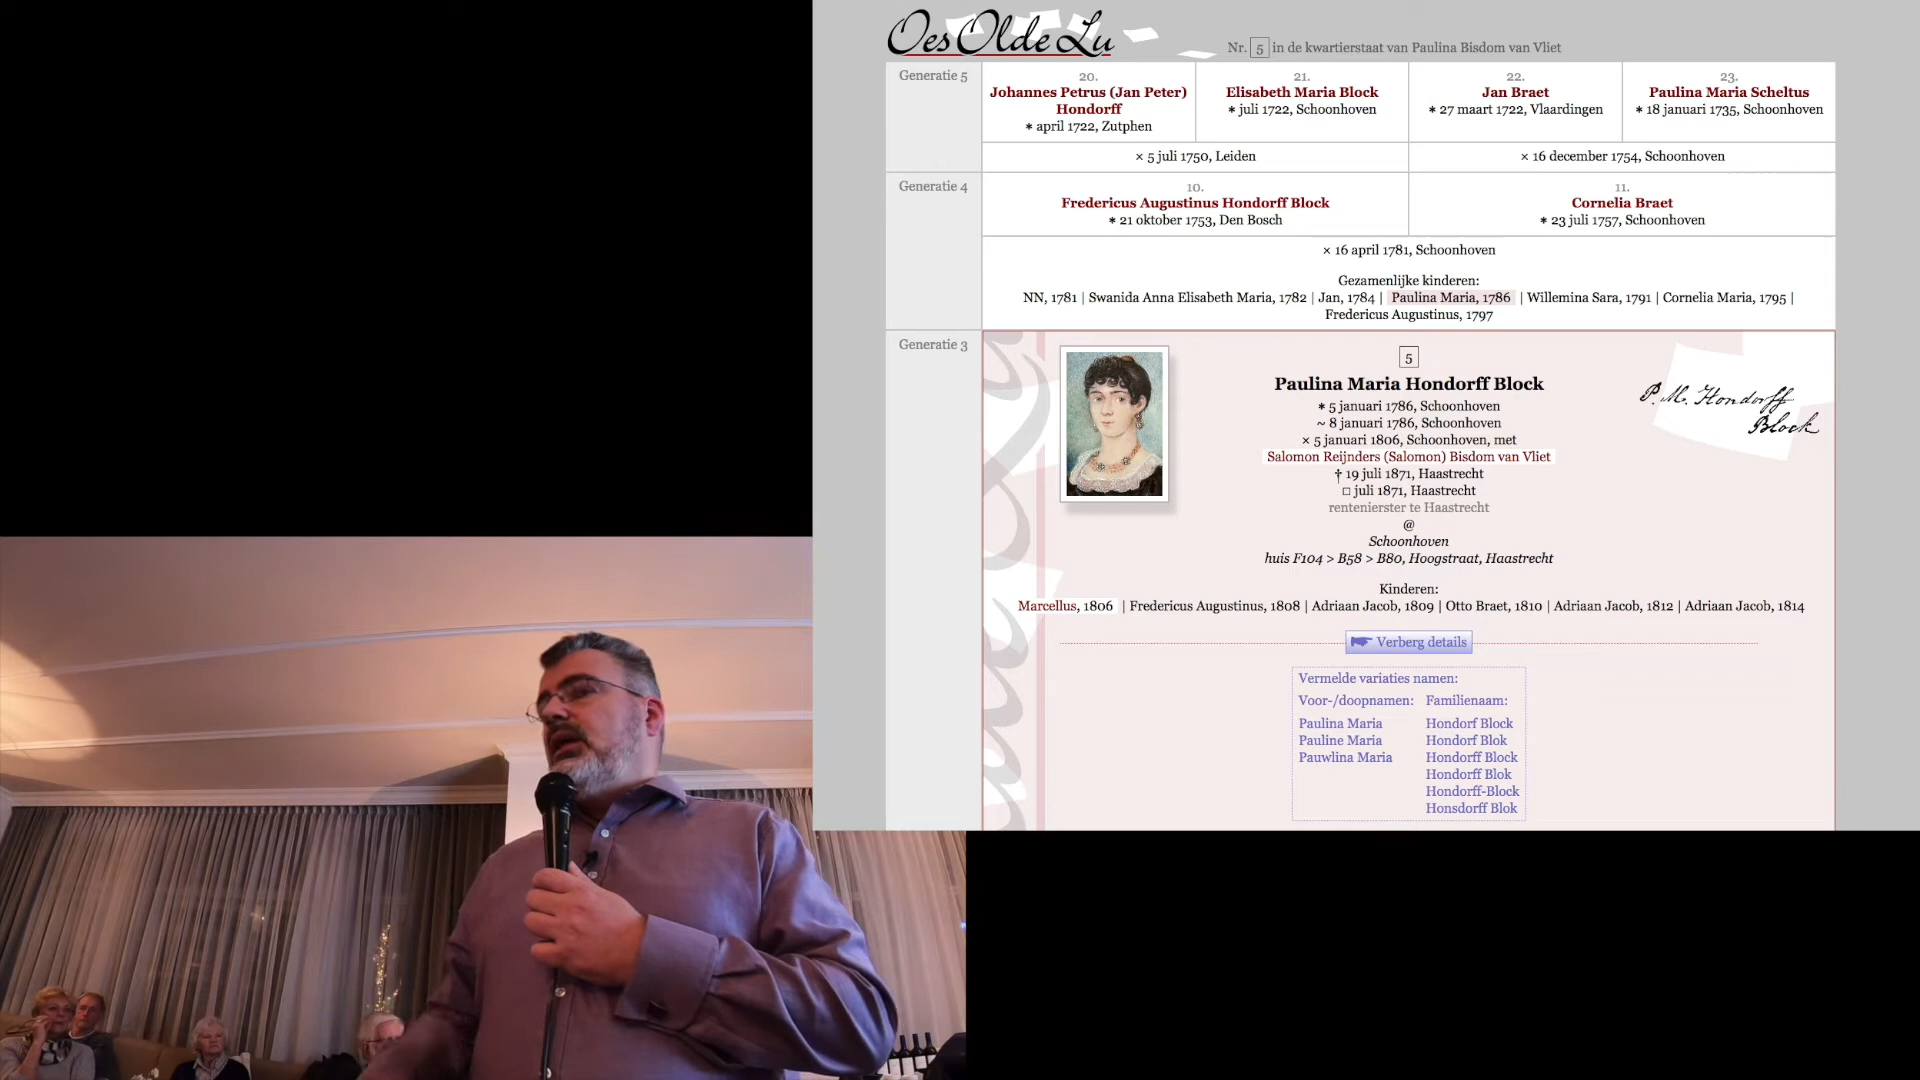 Oes Olde Lu
Nr. 5 in de kwartierstaat van Paulina Bisdom van Vliet
Generatie 5
20.
Johannes Petrus (Jan Peter)
Hondorff
* april 1722, Zutphen
21.
Elisabeth Maria Block
* juli 1722, Schoonhoven
22.
Jan Braet
* 27 maart 1722, Vlaardingen
23.
Paulina Maria Scheltus
* 18 januari 1735, Schoonhoven
× 5 juli 1750, Leiden
× 16 december 1754, Schoonhoven
Generatie 4
10.
Fredericus Augustinus Hondorff Block
* 21 oktober 1753, Den Bosch
11.
Cornelia Braet
* 23 juli 1757, Schoonhoven
× 16 april 1781, Schoonhoven
Gezamenlijke kinderen:
NN, 1781 | Swanida Anna Elisabeth Maria, 1782 | Jan, 1784 | Paulina Maria, 1786 | Willemina Sara, 1791 | Cornelia Maria, 1795 |
Fredericus Augustinus, 1797
Generatie 3
5
Paulina Maria Hondorff Block
* 5 januari 1786, Schoonhoven
~ 8 januari 1786, Schoonhoven
× 5 januari 1806, Schoonhoven, met
Salomon Reijnders (Salomon) Bisdom van Vliet
† 19 juli 1871, Haastrecht
□ juli 1871, Haastrecht
rentenierster te Haastrecht
@
Schoonhoven
huis F104 > B58 > B80, Hoogstraat, Haastrecht
P. M. Hondorff
Block
Kinderen:
Marcellus, 1806 | Fredericus Augustinus, 1808 | Adriaan Jacob, 1809 | Otto Braet, 1810 | Adriaan Jacob, 1812 | Adriaan Jacob, 1814
Verberg details
Vermelde variaties namen:
Voor-/doopnamen: Familienaam:
Paulina Maria Hondorf Block
Pauline Maria Hondorf Blok
Pauwlina Maria Hondorff Block
Hondorff Blok
Hondorff-Block
Honsdorff Blok